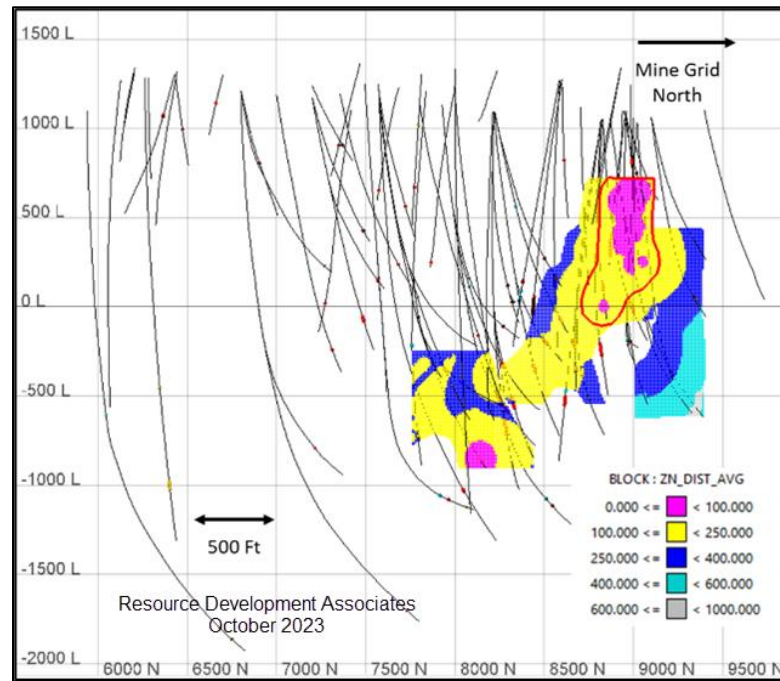 1500 L
Mine Grid
North
1000 L
500 L
0 L
-500 L
-1000 L
BLOCK : ZN_DIST_AVG
0.000 <= < 100.000
100.000 <= < 250.000
250.000 <= < 400.000
400.000 <= < 600.000
600.000 <= < 1000.000
500 Ft
-1500 L
Resource Development Associates
October 2023
-2000 L
6000 N 6500 N 7000 N 7500 N 8000 N 8500 N 9000 N 9500 N